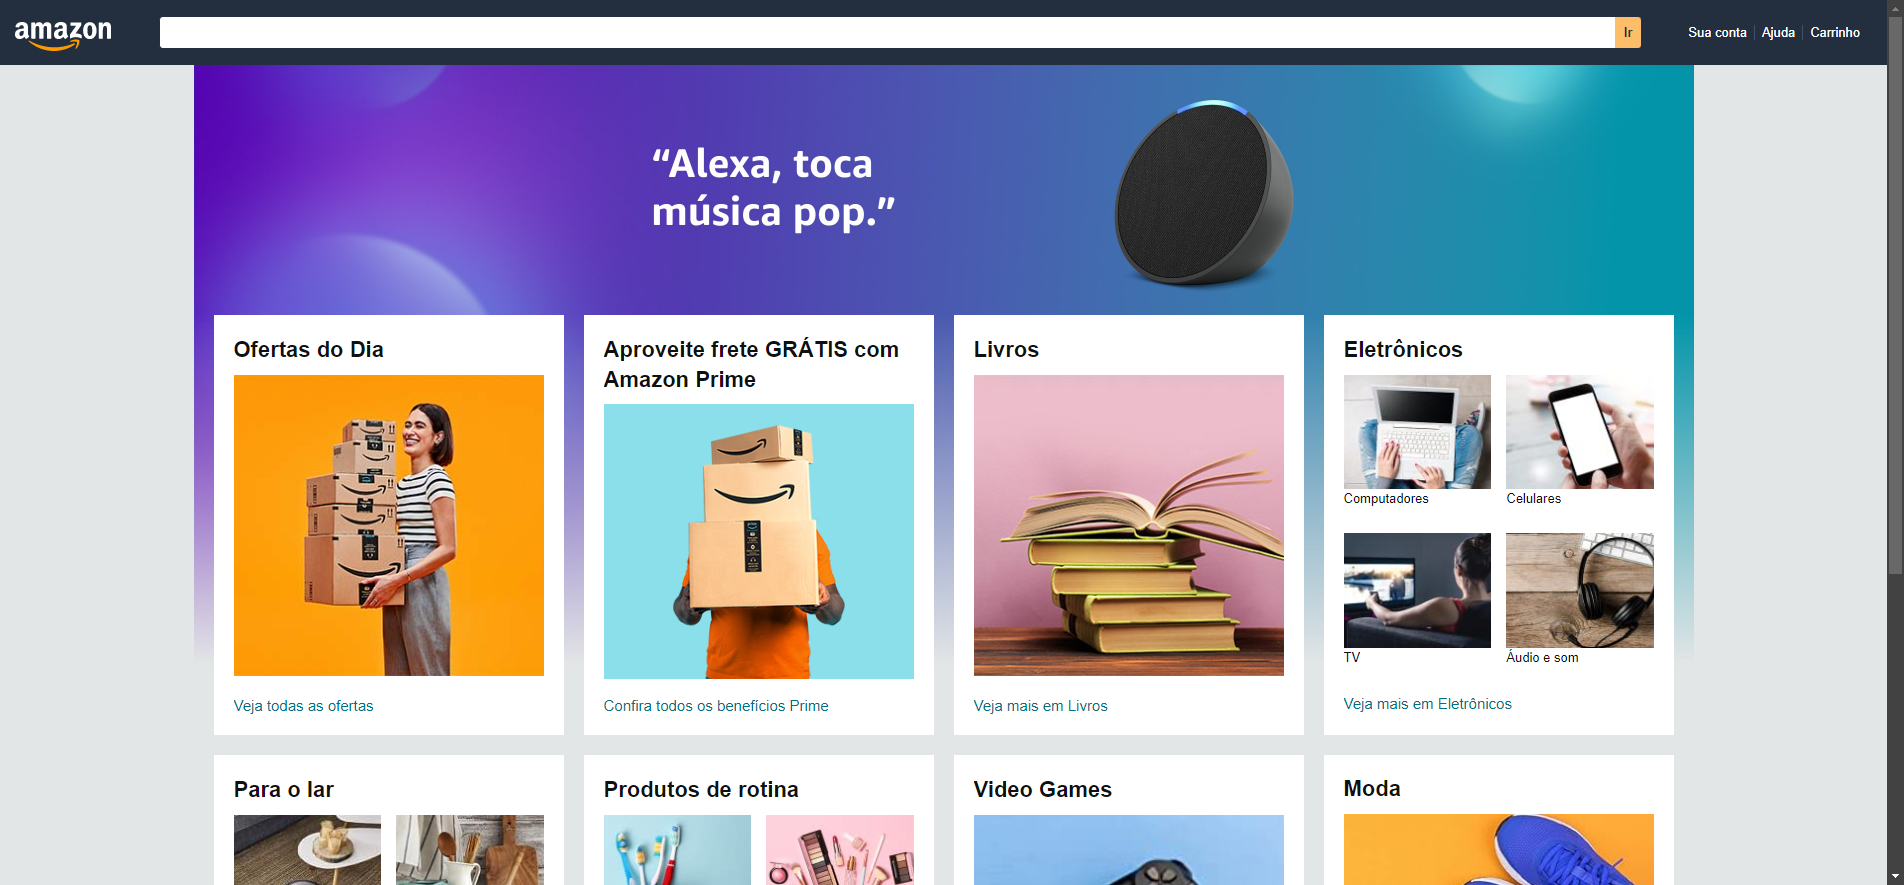 amazon
Ir
Sua conta
Ajuda
Carrinho
“Alexa, toca
música pop.”
Ofertas do Dia
Veja todas as ofertas
Aproveite frete GRÁTIS com
Amazon Prime
Confira todos os benefícios Prime
Livros
Veja mais em Livros
Eletrônicos
Computadores
Celulares
TV
Áudio e som
Veja mais em Eletrônicos
Para o lar
Produtos de rotina
Video Games
Moda